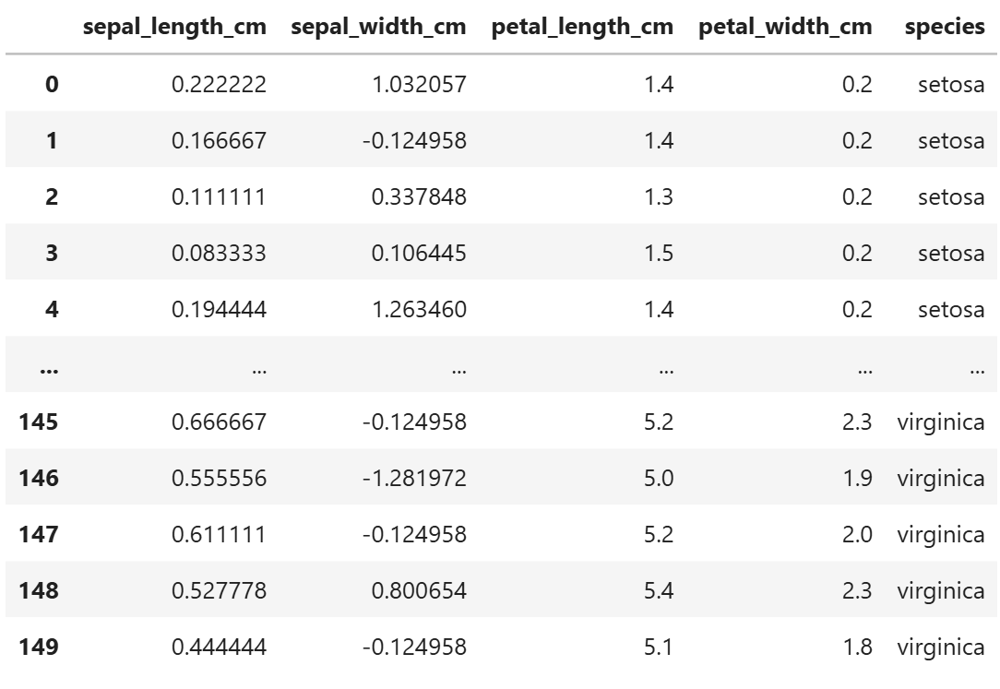 sepal_length_cm sepal_width_cm petal_length_cm petal_width_cm species
0 0.222222 1.032057 1.4 0.2 setosa
1 0.166667 -0.124958 1.4 0.2 setosa
2 0.111111 0.337848 1.3 0.2 setosa
3 0.083333 0.106445 1.5 0.2 setosa
4 0.194444 1.263460 1.4 0.2 setosa
... ... ... ... ... ...
145 0.666667 -0.124958 5.2 2.3 virginica
146 0.555556 -1.281972 5.0 1.9 virginica
147 0.611111 -0.124958 5.2 2.0 virginica
148 0.527778 0.800654 5.4 2.3 virginica
149 0.444444 -0.124958 5.1 1.8 virginica